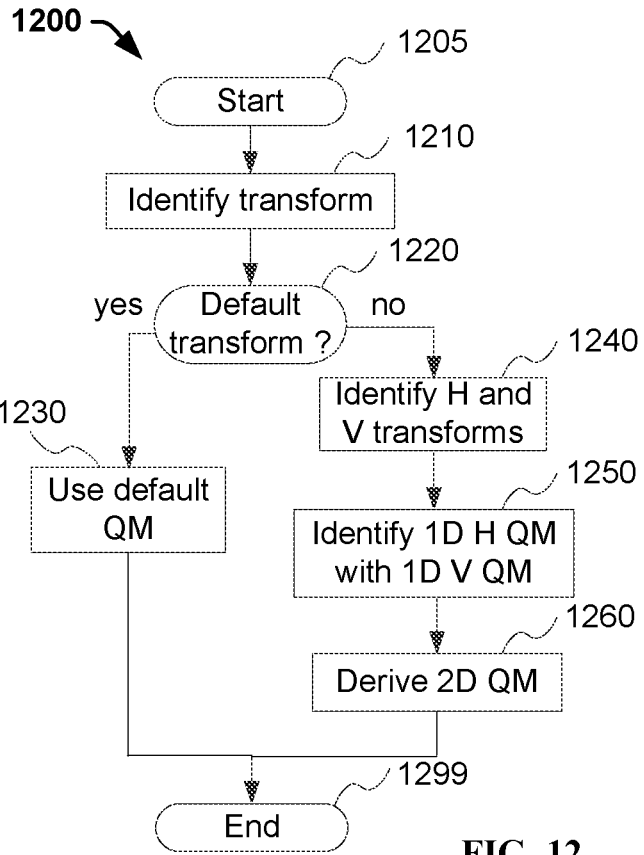 1200
1205
Start
1210
Identify transform
1220
yes
Default
transform ?
no
1240
Identify H and
V transforms
1230
Use default
QM
1250
Identify 1D H QM
with 1D V QM
1260
Derive 2D QM
1299
End
FIG. 12